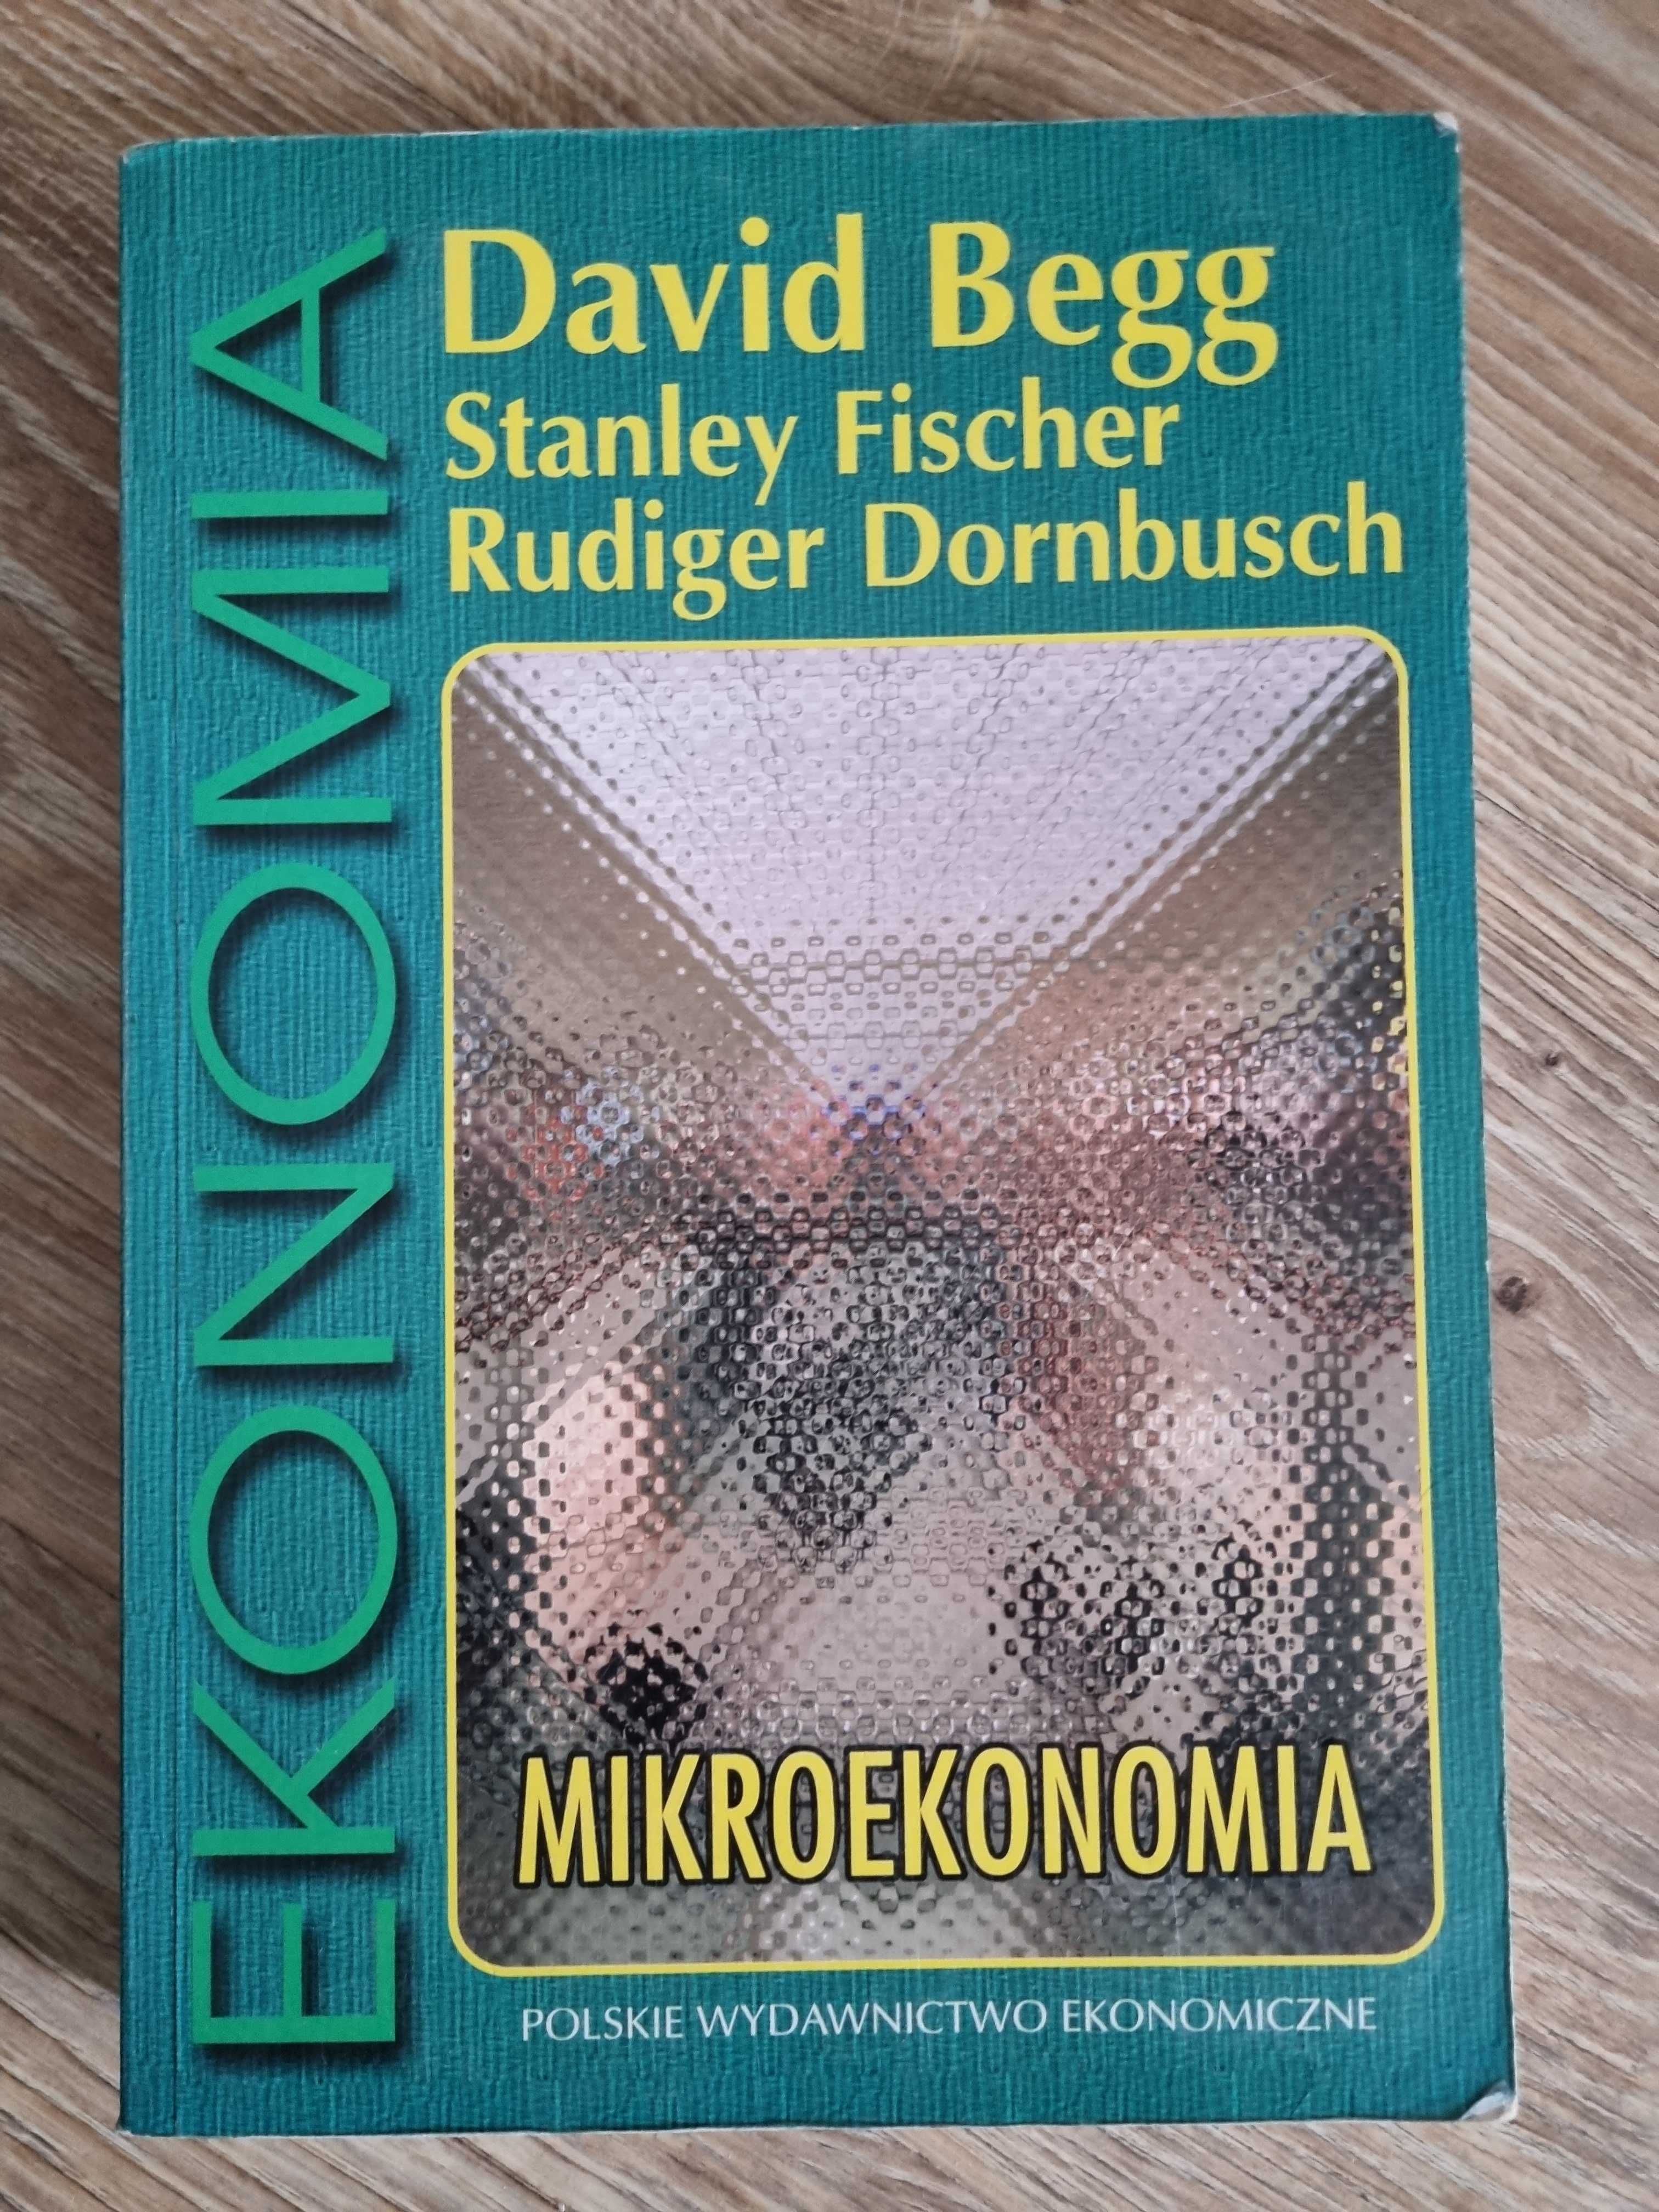 EKONOMIA
David Begg
Stanley Fischer
Rudiger Dornbusch
MIKROEKONOMIA
POLSKIE WYDAWNICTWO EKONOMICZNE